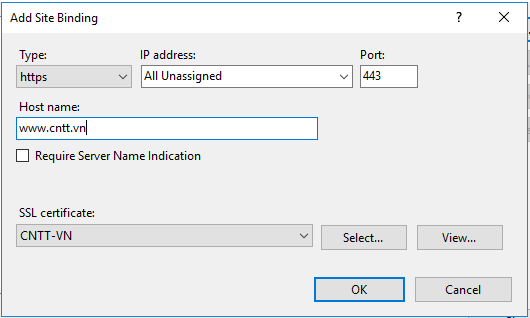 Add Site Binding
?
Type: IP address: Port:
https All Unassigned 443
Host name:
www.cntt.vn
Require Server Name Indication
SSL certificate:
CNTT-VN Select... View...
OK Cancel